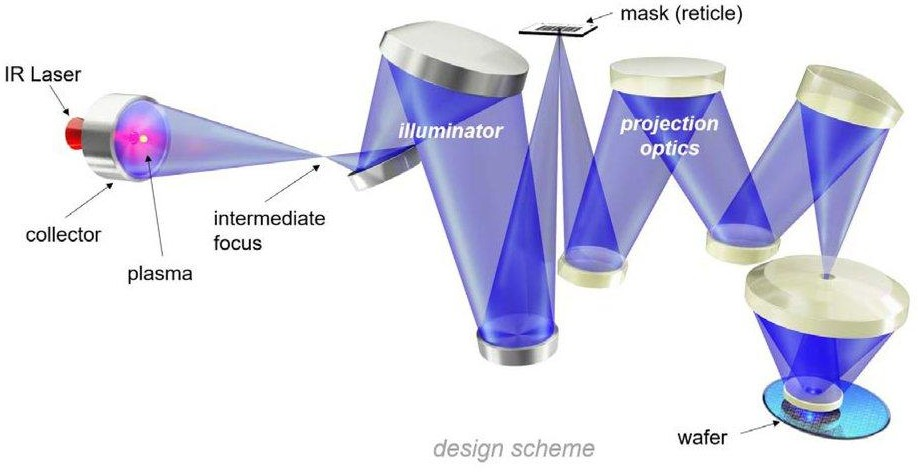 mask (reticle)
IR Laser
illuminator
projection
optics
intermediate
focus
collector
plasma
wafer
design scheme